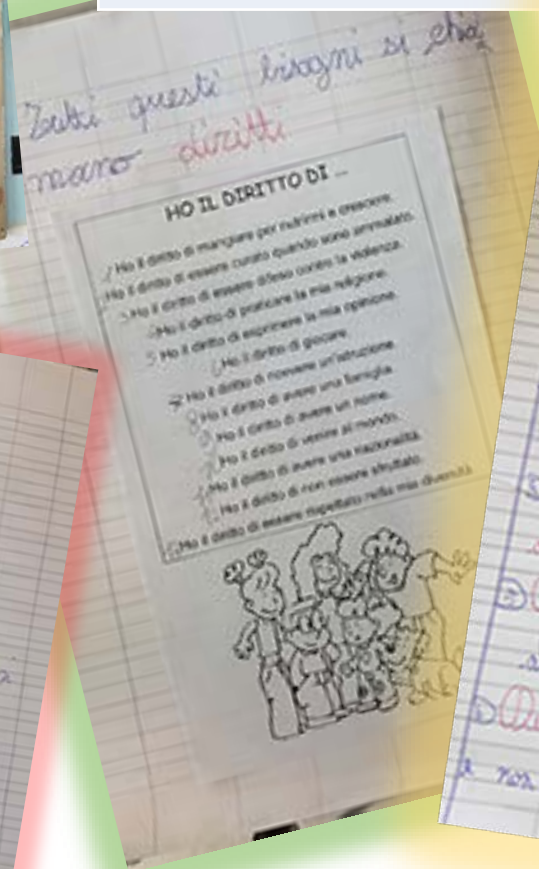 Tutti questi bisogni si chia
mano diritti
HO IL DIRITTO DI ...
Ho il diritto di mangiare per nutrirmi e crescere.
Ho il diritto di essere curato quando sono ammalato.
Ho il diritto di essere difeso contro la violenza.
Ho il diritto di praticare la mia religione.
5 Ho il diritto di esprimere la mia opinione.
Ho il diritto di giocare.
7 Ho il diritto di ricevere un'istruzione.
Ho il diritto di avere una famiglia.
Ho il diritto di avere un nome.
Ho il diritto di venire al mondo.
Ho il diritto di avere una nazionalità.
Ho il diritto di non essere sfruttato.
Ho il diritto di essere rispettato nella mia diversità.
non